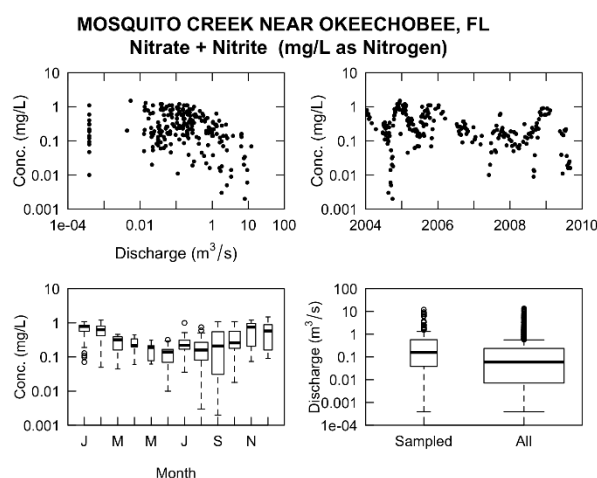 MOSQUITO CREEK NEAR OKEECHOBEE, FL
Nitrate + Nitrite (mg/L as Nitrogen)
Conc. (mg/L)
10
1
0.1
0.01
0.001
1e-04
0.01
1
100
Discharge (m³/s)
Conc. (mg/L)
10
1
0.1
0.01
0.001
2004
2006
2008
2010
Conc. (mg/L)
10
1
0.1
0.01
0.001
J
M
M
J
S
N
Month
Discharge (m³/s)
100
10
1
0.1
0.01
0.001
1e-04
Sampled
All